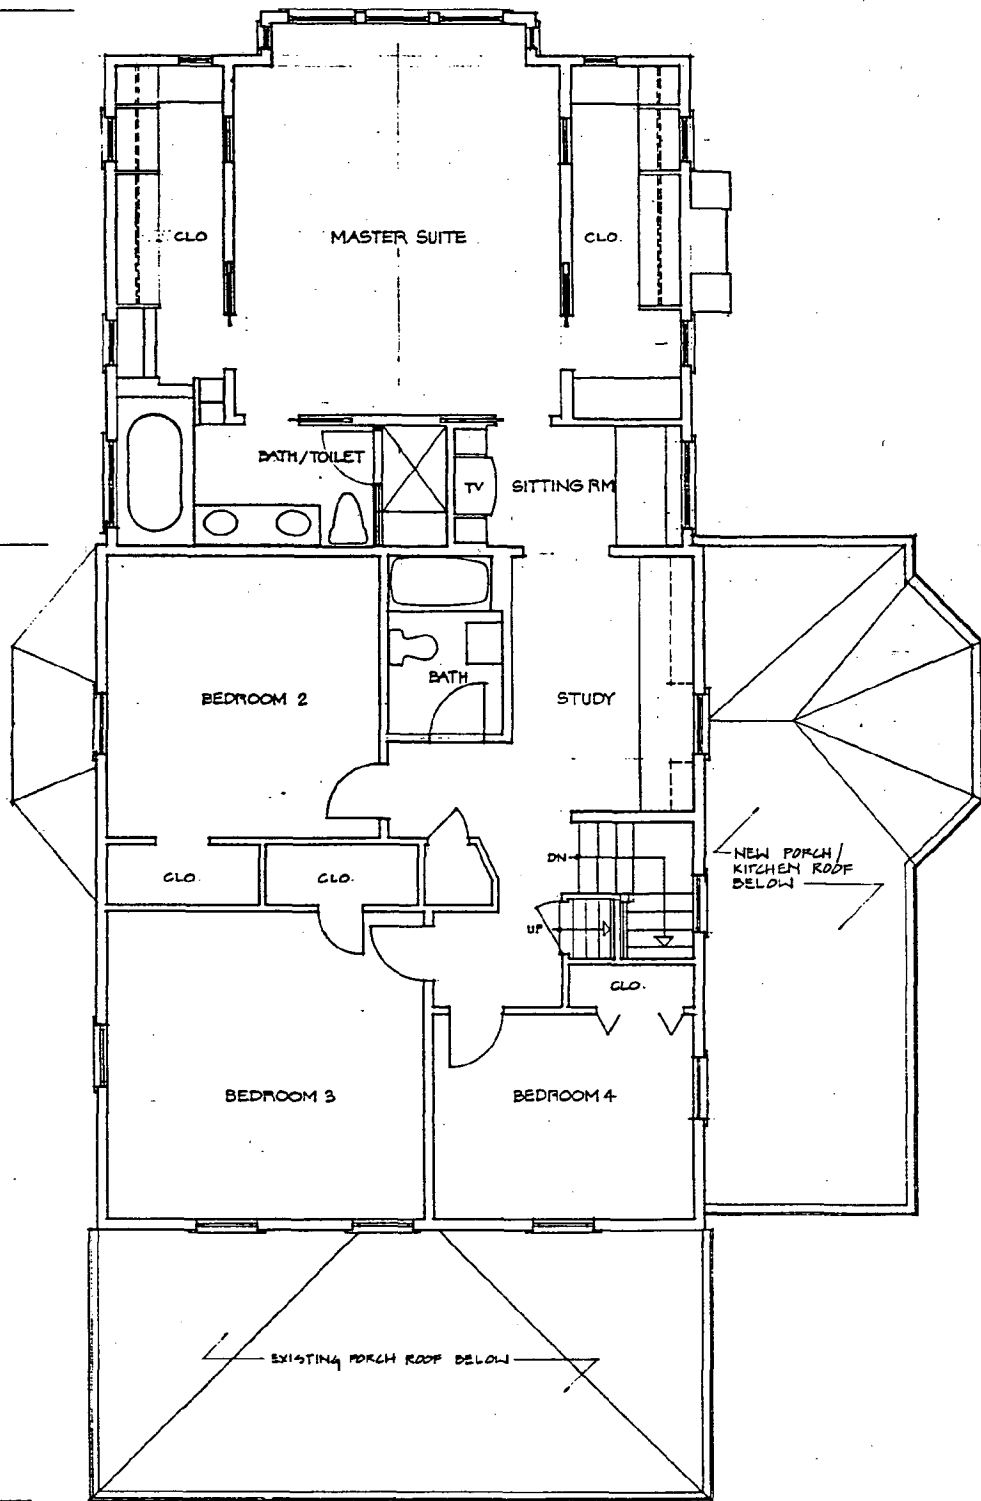 CLO
MASTER SUITE
CLO.
BATH/TOILET
TV
SITTING RM
BEDROOM 2
BATH
STUDY
DN
NEW PORCH/
KITCHEN ROOF
BELOW
CLO.
CLO.
UP
CLO.
BEDROOM 3
BEDROOM 4
EXISTING PORCH ROOF BELOW